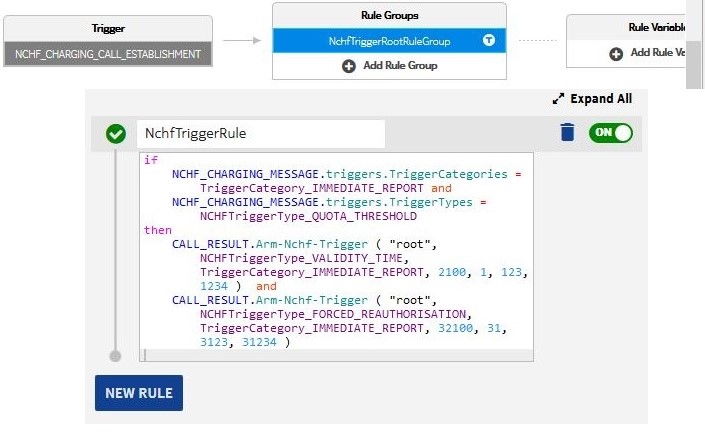 Trigger
NCHF_CHARGING_CALL_ESTABLISHMENT
Rule Groups
NchfTriggerRootRuleGroup T
Add Rule Group
Rule Variabl
Add Rule Va
Expand All
NchfTriggerRule
ON
if
NCHF_CHARGING_MESSAGE.triggers.TriggerCategories =
TriggerCategory_IMMEDIATE_REPORT and
NCHF_CHARGING_MESSAGE.triggers.TriggerTypes =
NCHFTriggerType_QUOTA_THRESHOLD
then
CALL_RESULT.Arm-Nchf-Trigger ( "root",
NCHFTriggerType_VALIDITY_TIME,
TriggerCategory_IMMEDIATE_REPORT, 2100, 1, 123,
1234 ) and
CALL_RESULT.Arm-Nchf-Trigger ( "root",
NCHFTriggerType_FORCED_REAUTHORISATION,
TriggerCategory_IMMEDIATE_REPORT, 32100, 31,
3123, 31234 )
NEW RULE